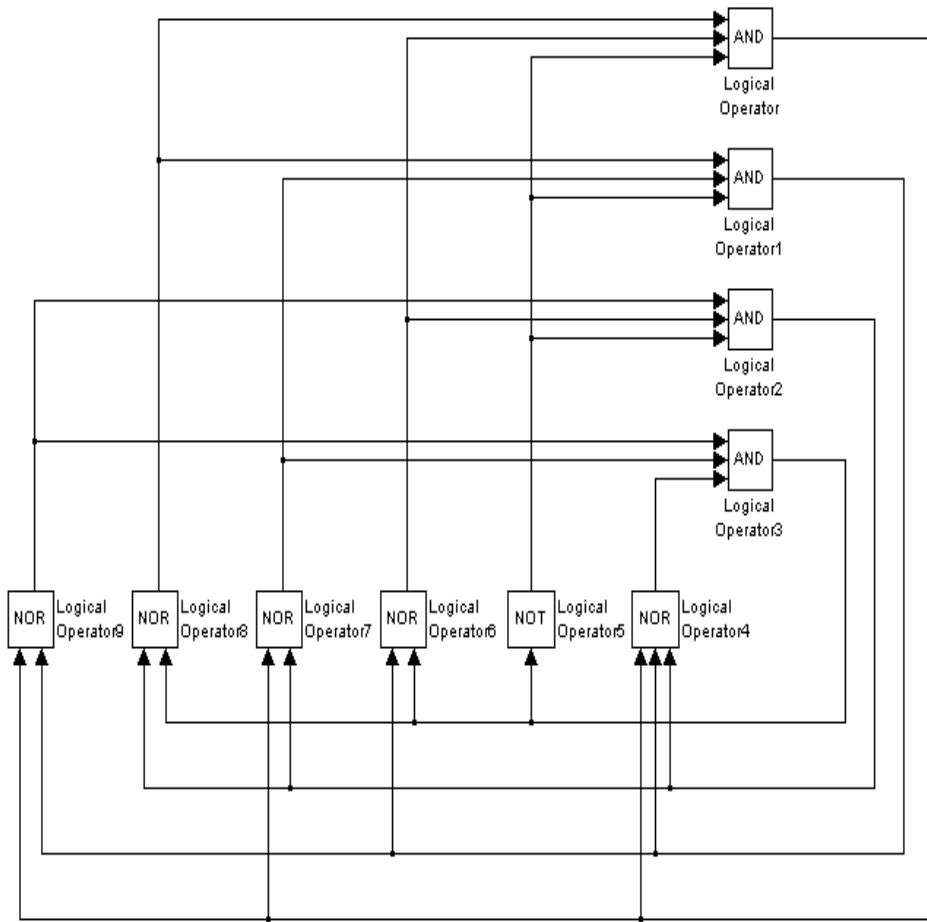 AND
Logical
Operator
AND
Logical
Operator1
AND
Logical
Operator2
AND
Logical
Operator3
NOR
Logical
Operator9
NOR
Logical
Operator8
NOR
Logical
Operator7
NOR
Logical
Operator6
NOT
Logical
Operator5
NOR
Logical
Operator4